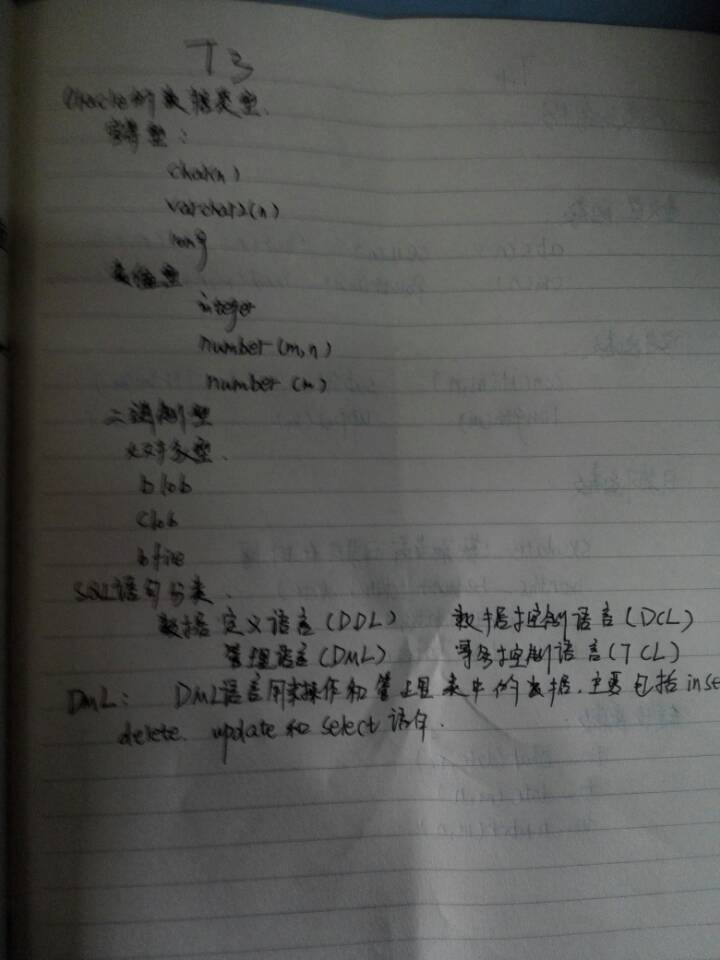 T3
Oracle的数据类型.
字符型：
char(n)
varchar2(n)
long
数值型
integer
number (m,n)
number (m)
二进制型
对象型.
blob
clob
bfile
SQL语句分类.
数据定义语言(DDL) 数据控制语言(DCL)
管理语言(DML) 事务控制语言(TCL)
DML： DML语言用来操作和管理表中的数据.主要包括inse
delete. update和select语句.